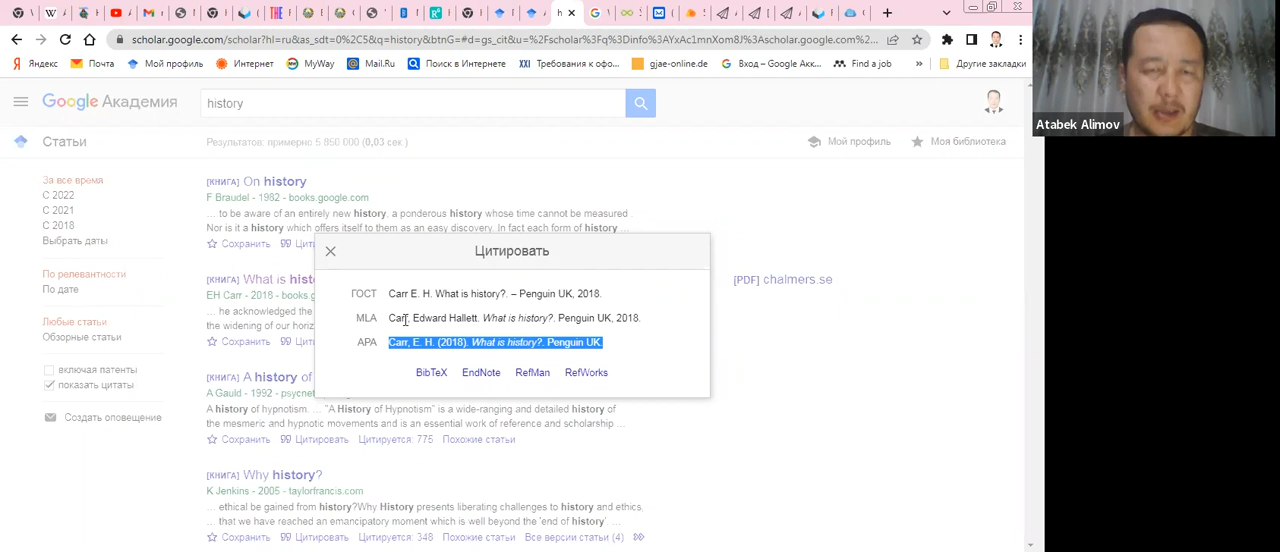 scholar.google.com/scholar?hl=ru&as_sdt=0%2C5&q=history&btnG=#d=gs_cit&u=%2Fscholar%3Fq%3Dinfo%3AYxAc1mnXom8J%3Ascholar.google.com%2...
Яндекс
Почта
Мой профиль
Интернет
MyWay
Mail.Ru
Поиск в Интернете
Требования к офо...
gjae-online.de
Вход – Google Акк...
Find a job
»
Другие закладки
Atabek Alimov
Google Академия
history
Статьи
Результатов: примерно 5 850 000 (0,03 сек.)
Мой профиль
Моя библиотека
За все время
С 2022
С 2021
С 2018
Выбрать даты
По релевантности
По дате
Любые статьи
Обзорные статьи
включая патенты
показать цитаты
Создать оповещение
[КНИГА] On history
F Braudel - 1982 - books.google.com
... to be aware of an entirely new history, a ponderous history whose time cannot be measured .
Nor is it a history which offers itself to them as an easy discovery. In fact each form of history ...
Сохранить
[КНИГА] What is hist
EH Carr - 2018 - books.g
... he acknowledged the
the widening of our horiz
Сохранить
[PDF] chalmers.se
Цитировать
ГОСТ Carr E. H. What is history?. – Penguin UK, 2018.
MLA Carr, Edward Hallett. What is history?. Penguin UK, 2018.
APA Carr, E. H. (2018). What is history?. Penguin UK.
BibTeX EndNote RefMan RefWorks
[КНИГА] A history of
A Gauld - 1992 - psycnet
A history of hypnotism. ... "A History of Hypnotism" is a wide-ranging and detailed history of
the mesmeric and hypnotic movements and is an essential work of reference and scholarship ...
Сохранить Цитировать Цитируется: 775 Похожие статьи
[КНИГА] Why history?
K Jenkins - 2005 - taylorfrancis.com
... ethical be gained from history?Why History presents liberating challenges to history and ethics,
... that we have reached an emancipatory moment which is well beyond the 'end of history'.
Сохранить Цитировать Цитируется: 348 Похожие статьи Все версии статьи (4)